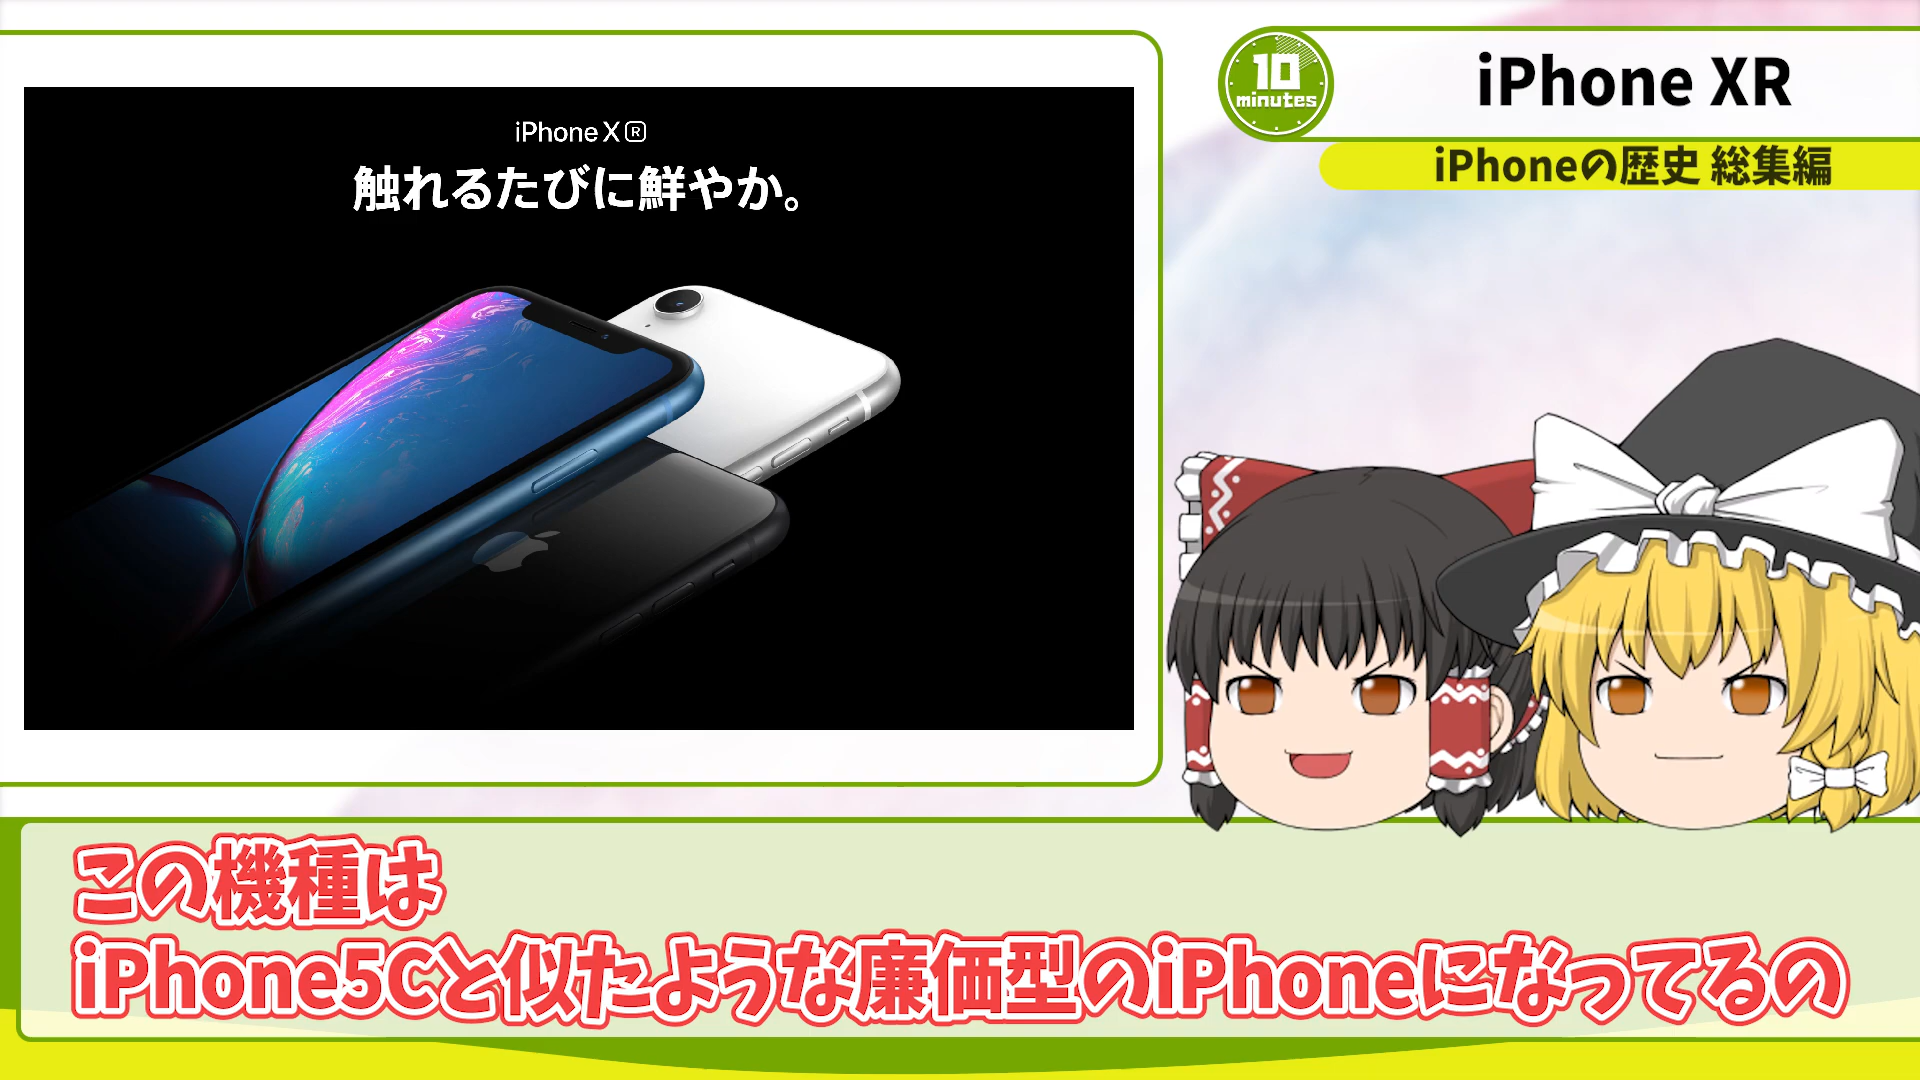 iPhone XR
触れるたびに鮮やか。
10
minutes
iPhone XR
iPhoneの歴史 総集編
この機種は
iPhone5Cと似たような廉価型のiPhoneになってるの